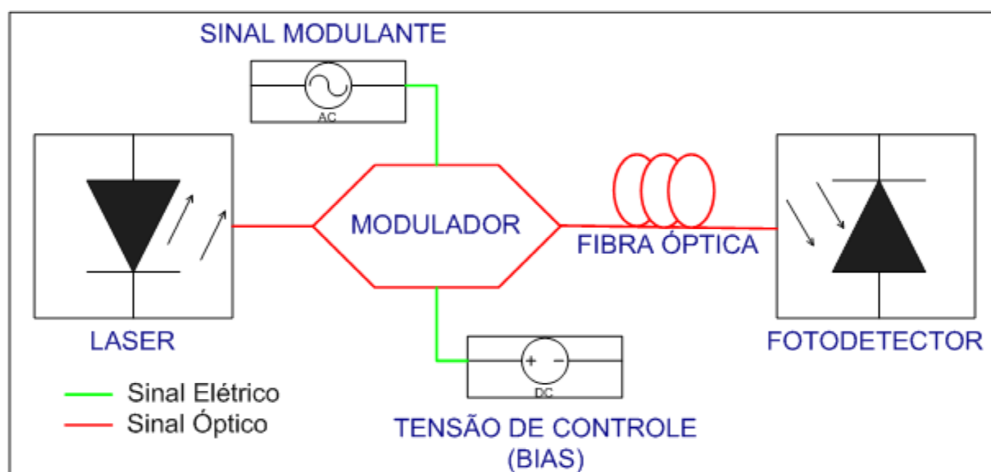 SINAL MODULANTE
AC
MODULADOR
FIBRA ÓPTICA
LASER
FOTODETECTOR
+ −
DC
Sinal Elétrico
Sinal Óptico
TENSÃO DE CONTROLE
(BIAS)